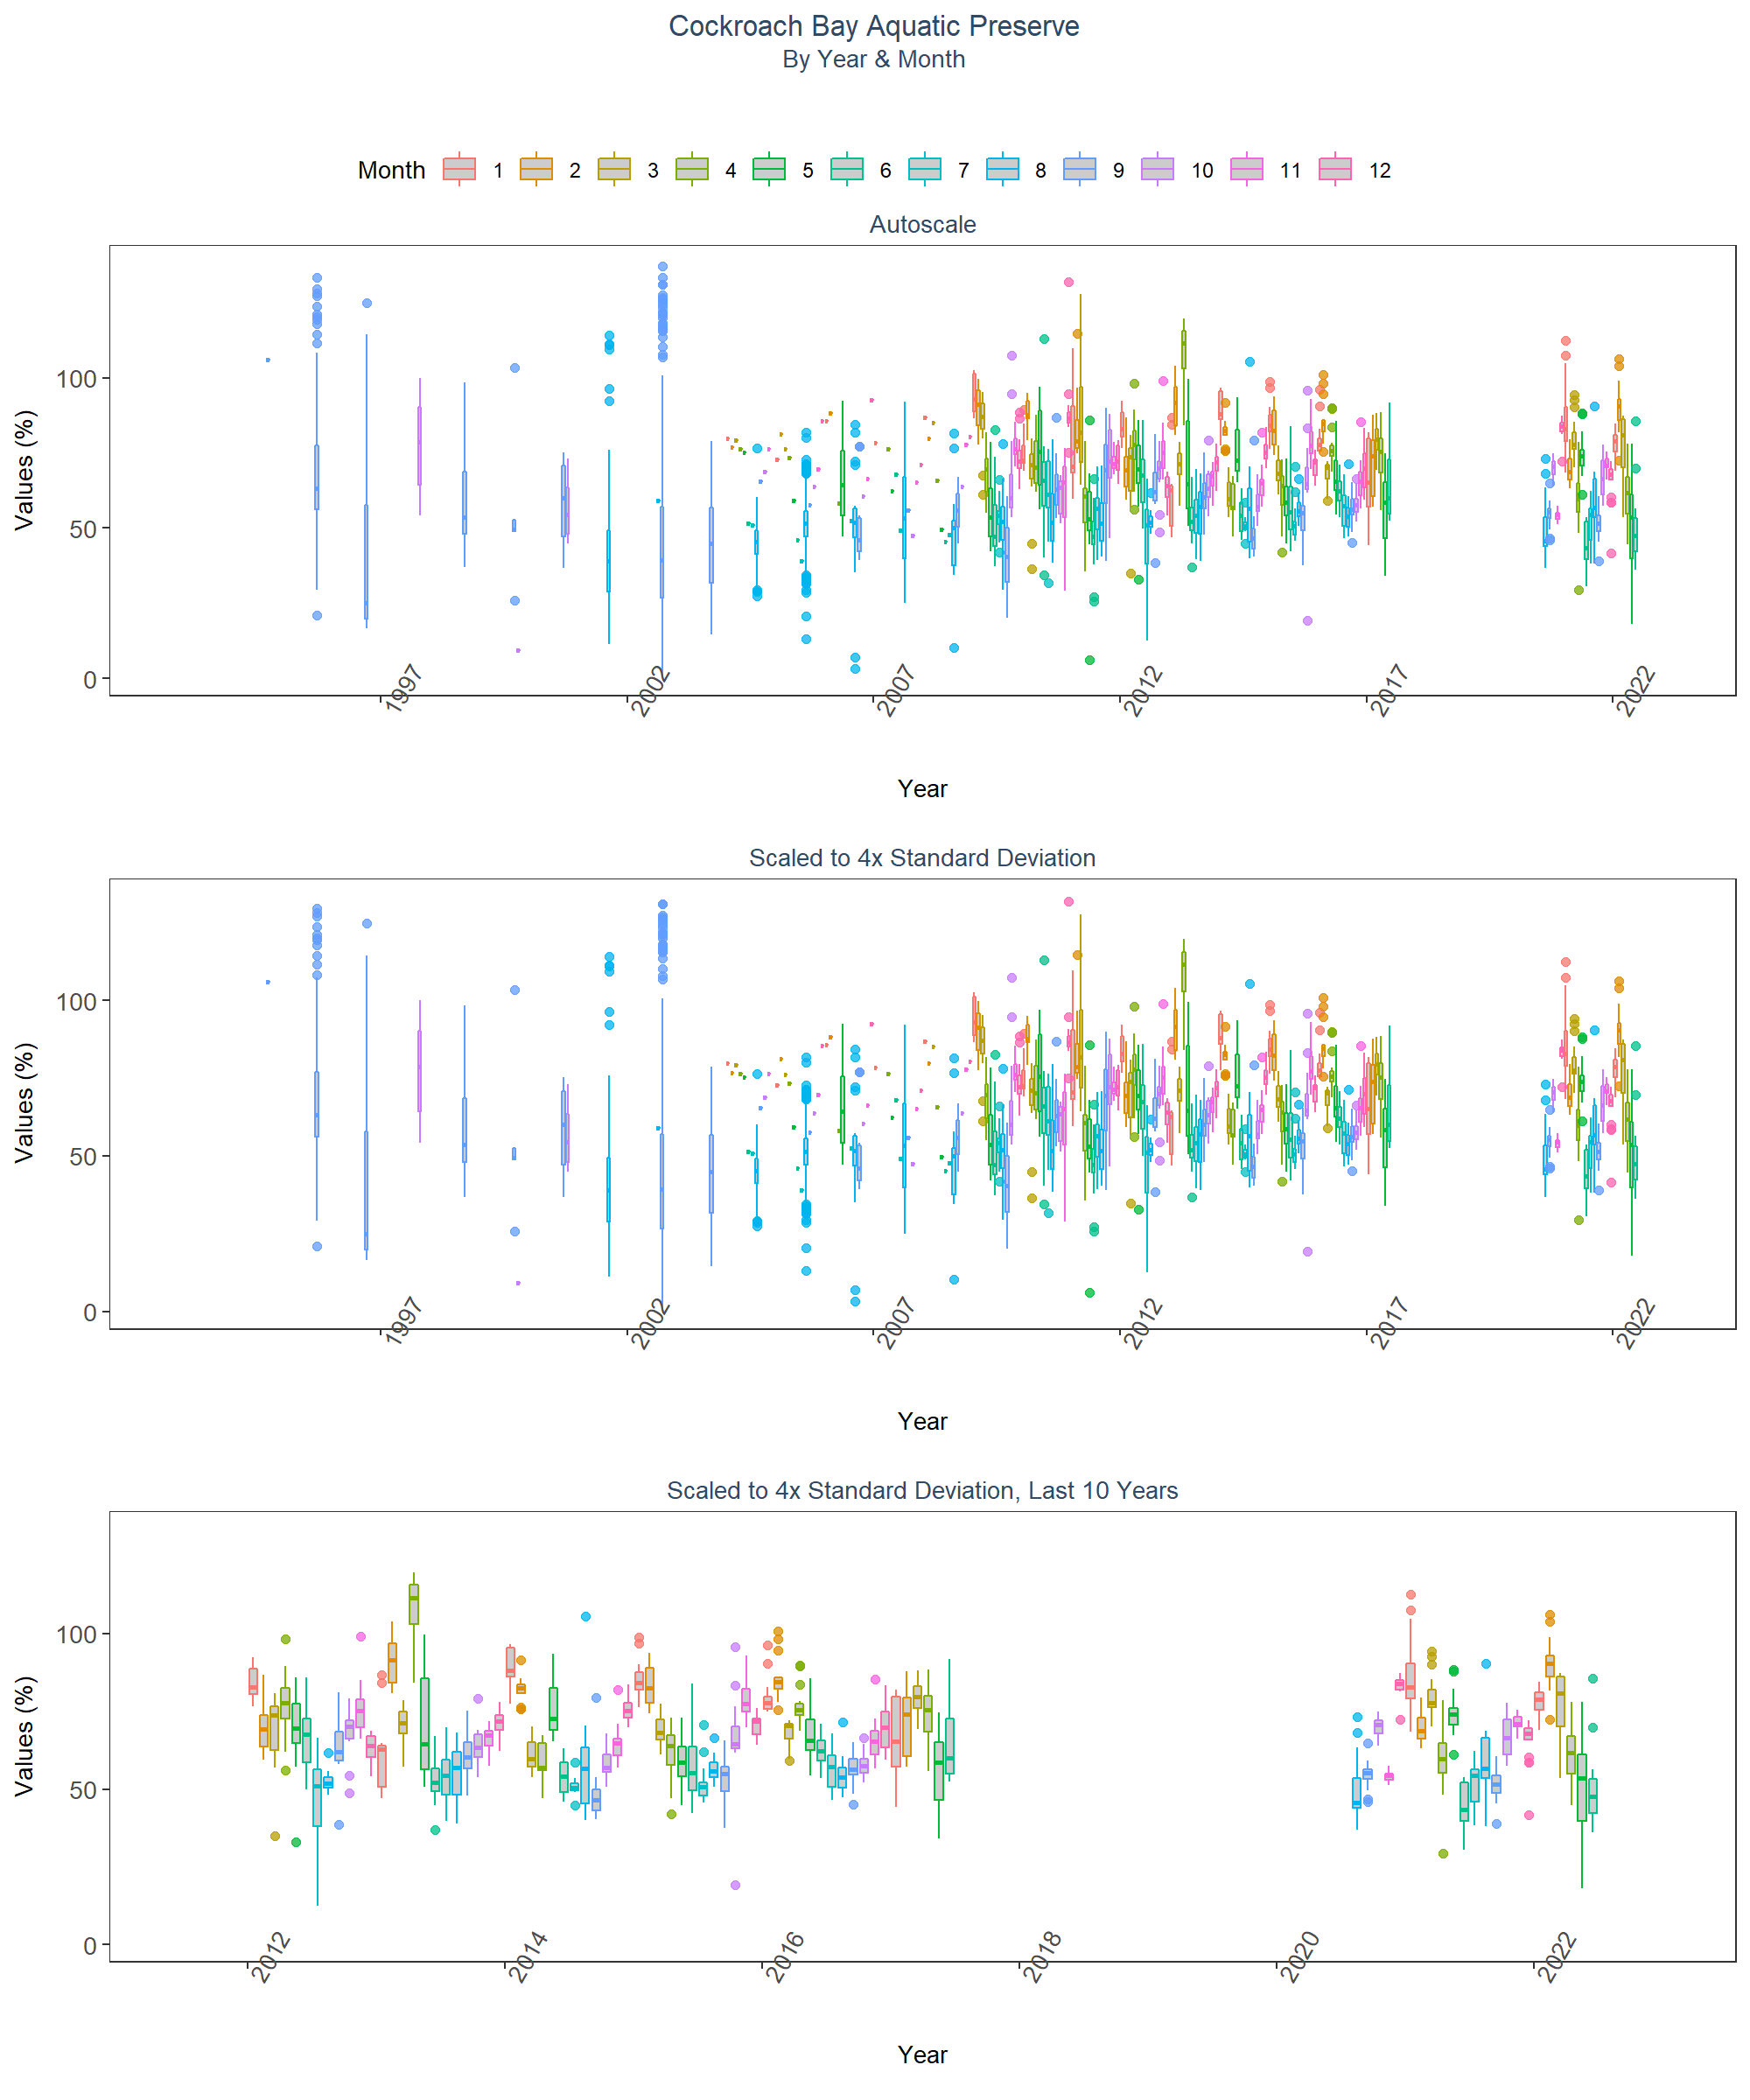 Cockroach Bay Aquatic Preserve
By Year & Month
Month 1 2 3 4 5 6 7 8 9 10 11 12
Autoscale
Values (%)
100
50
0
1997 2002 2007 2012 2017 2022
Year
Scaled to 4x Standard Deviation
Values (%)
100
50
0
1997 2002 2007 2012 2017 2022
Year
Scaled to 4x Standard Deviation, Last 10 Years
Values (%)
100
50
0
2012 2014 2016 2018 2020 2022
Year